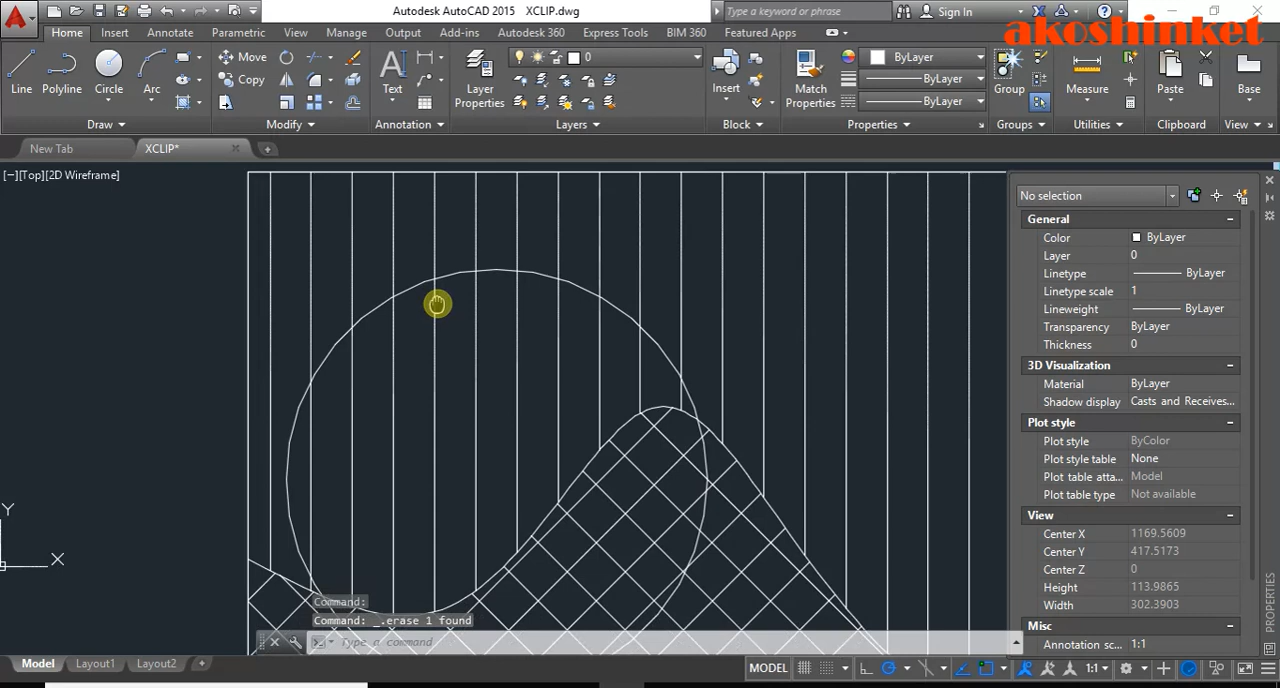 Autodesk AutoCAD 2015 XCLIP.dwg
Type a keyword or phrase
Sign In
akoshinket
Home Insert Annotate Parametric View Manage Output Add-ins Autodesk 360 Express Tools BIM 360 Featured Apps
Line Polyline Circle Arc
Move
Copy
Text
Layer
Properties
0
Insert
Match
Properties
ByLayer
ByLayer
ByLayer
Group
Measure
Paste
Base
Draw Modify Annotation Layers Block Properties Groups Utilities Clipboard View
New Tab XCLIP*
[−][Top][2D Wireframe]
No selection
General
Color ByLayer
Layer 0
Linetype ByLayer
Linetype scale 1
Lineweight ByLayer
Transparency ByLayer
Thickness 0
3D Visualization
Material ByLayer
Shadow display Casts and Receives...
Plot style
Plot style ByColor
Plot style table None
Plot table atta... Model
Plot table type Not available
View
Center X 1169.5609
Center Y 417.5173
Center Z 0
Height 113.9865
Width 302.3903
Misc
Annotation sc... 1:1
PROPERTIES
Y
X
Command:
Command: _.erase 1 found
Type a command
Model Layout1 Layout2 +
MODEL
1:1